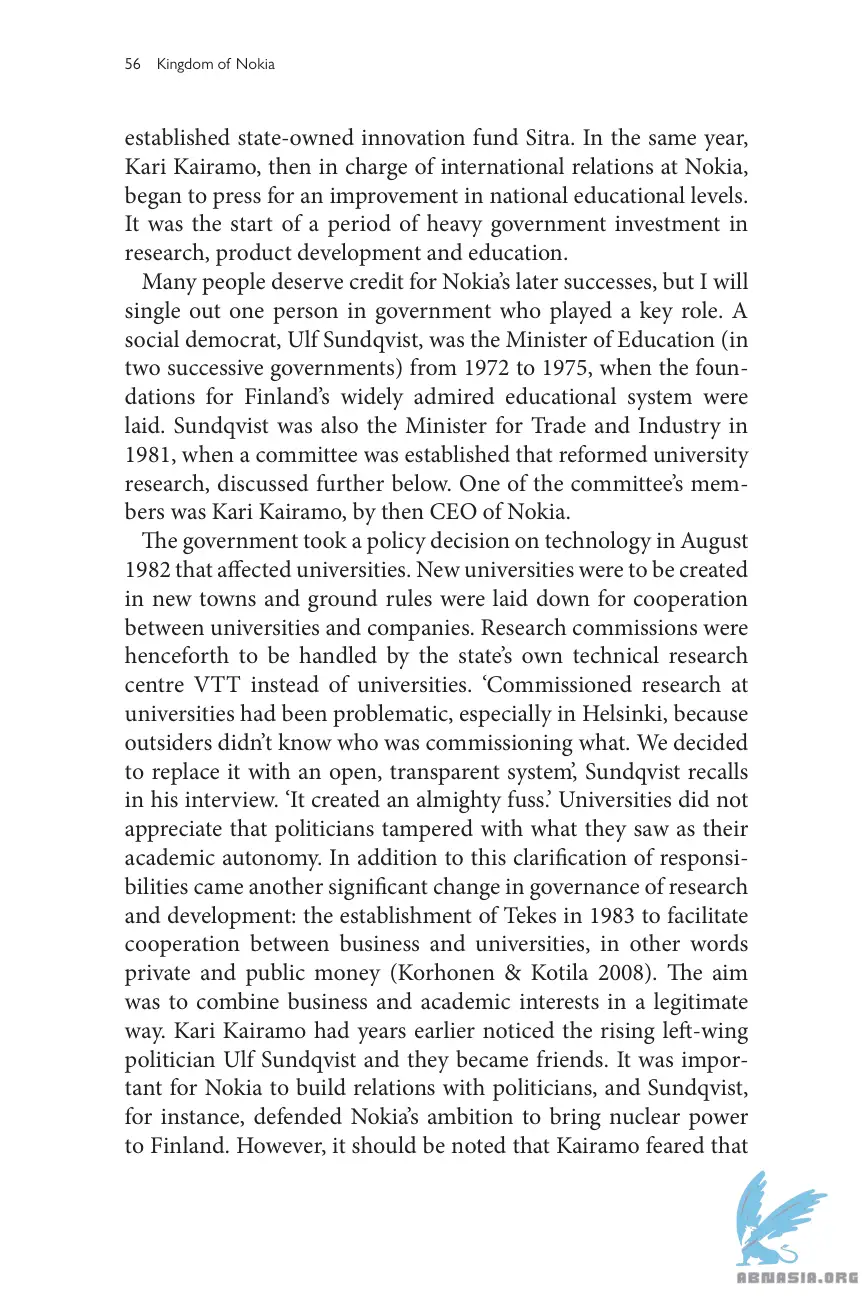 56 Kingdom of Nokia
established state-owned innovation fund Sitra. In the same year,
Kari Kairamo, then in charge of international relations at Nokia,
began to press for an improvement in national educational levels.
It was the start of a period of heavy government investment in
research, product development and education.
Many people deserve credit for Nokia’s later successes, but I will
single out one person in government who played a key role. A
social democrat, Ulf Sundqvist, was the Minister of Education (in
two successive governments) from 1972 to 1975, when the foun-
dations for Finland’s widely admired educational system were
laid. Sundqvist was also the Minister for Trade and Industry in
1981, when a committee was established that reformed university
research, discussed further below. One of the committee’s mem-
bers was Kari Kairamo, by then CEO of Nokia.
The government took a policy decision on technology in August
1982 that affected universities. New universities were to be created
in new towns and ground rules were laid down for cooperation
between universities and companies. Research commissions were
henceforth to be handled by the state’s own technical research
centre VTT instead of universities. ‘Commissioned research at
universities had been problematic, especially in Helsinki, because
outsiders didn’t know who was commissioning what. We decided
to replace it with an open, transparent system’, Sundqvist recalls
in his interview. ‘It created an almighty fuss.’ Universities did not
appreciate that politicians tampered with what they saw as their
academic autonomy. In addition to this clarification of responsi-
bilities came another significant change in governance of research
and development: the establishment of Tekes in 1983 to facilitate
cooperation between business and universities, in other words
private and public money (Korhonen & Kotila 2008). The aim
was to combine business and academic interests in a legitimate
way. Kari Kairamo had years earlier noticed the rising left-wing
politician Ulf Sundqvist and they became friends. It was impor-
tant for Nokia to build relations with politicians, and Sundqvist,
for instance, defended Nokia’s ambition to bring nuclear power
to Finland. However, it should be noted that Kairamo feared that
ABNASIA.ORG